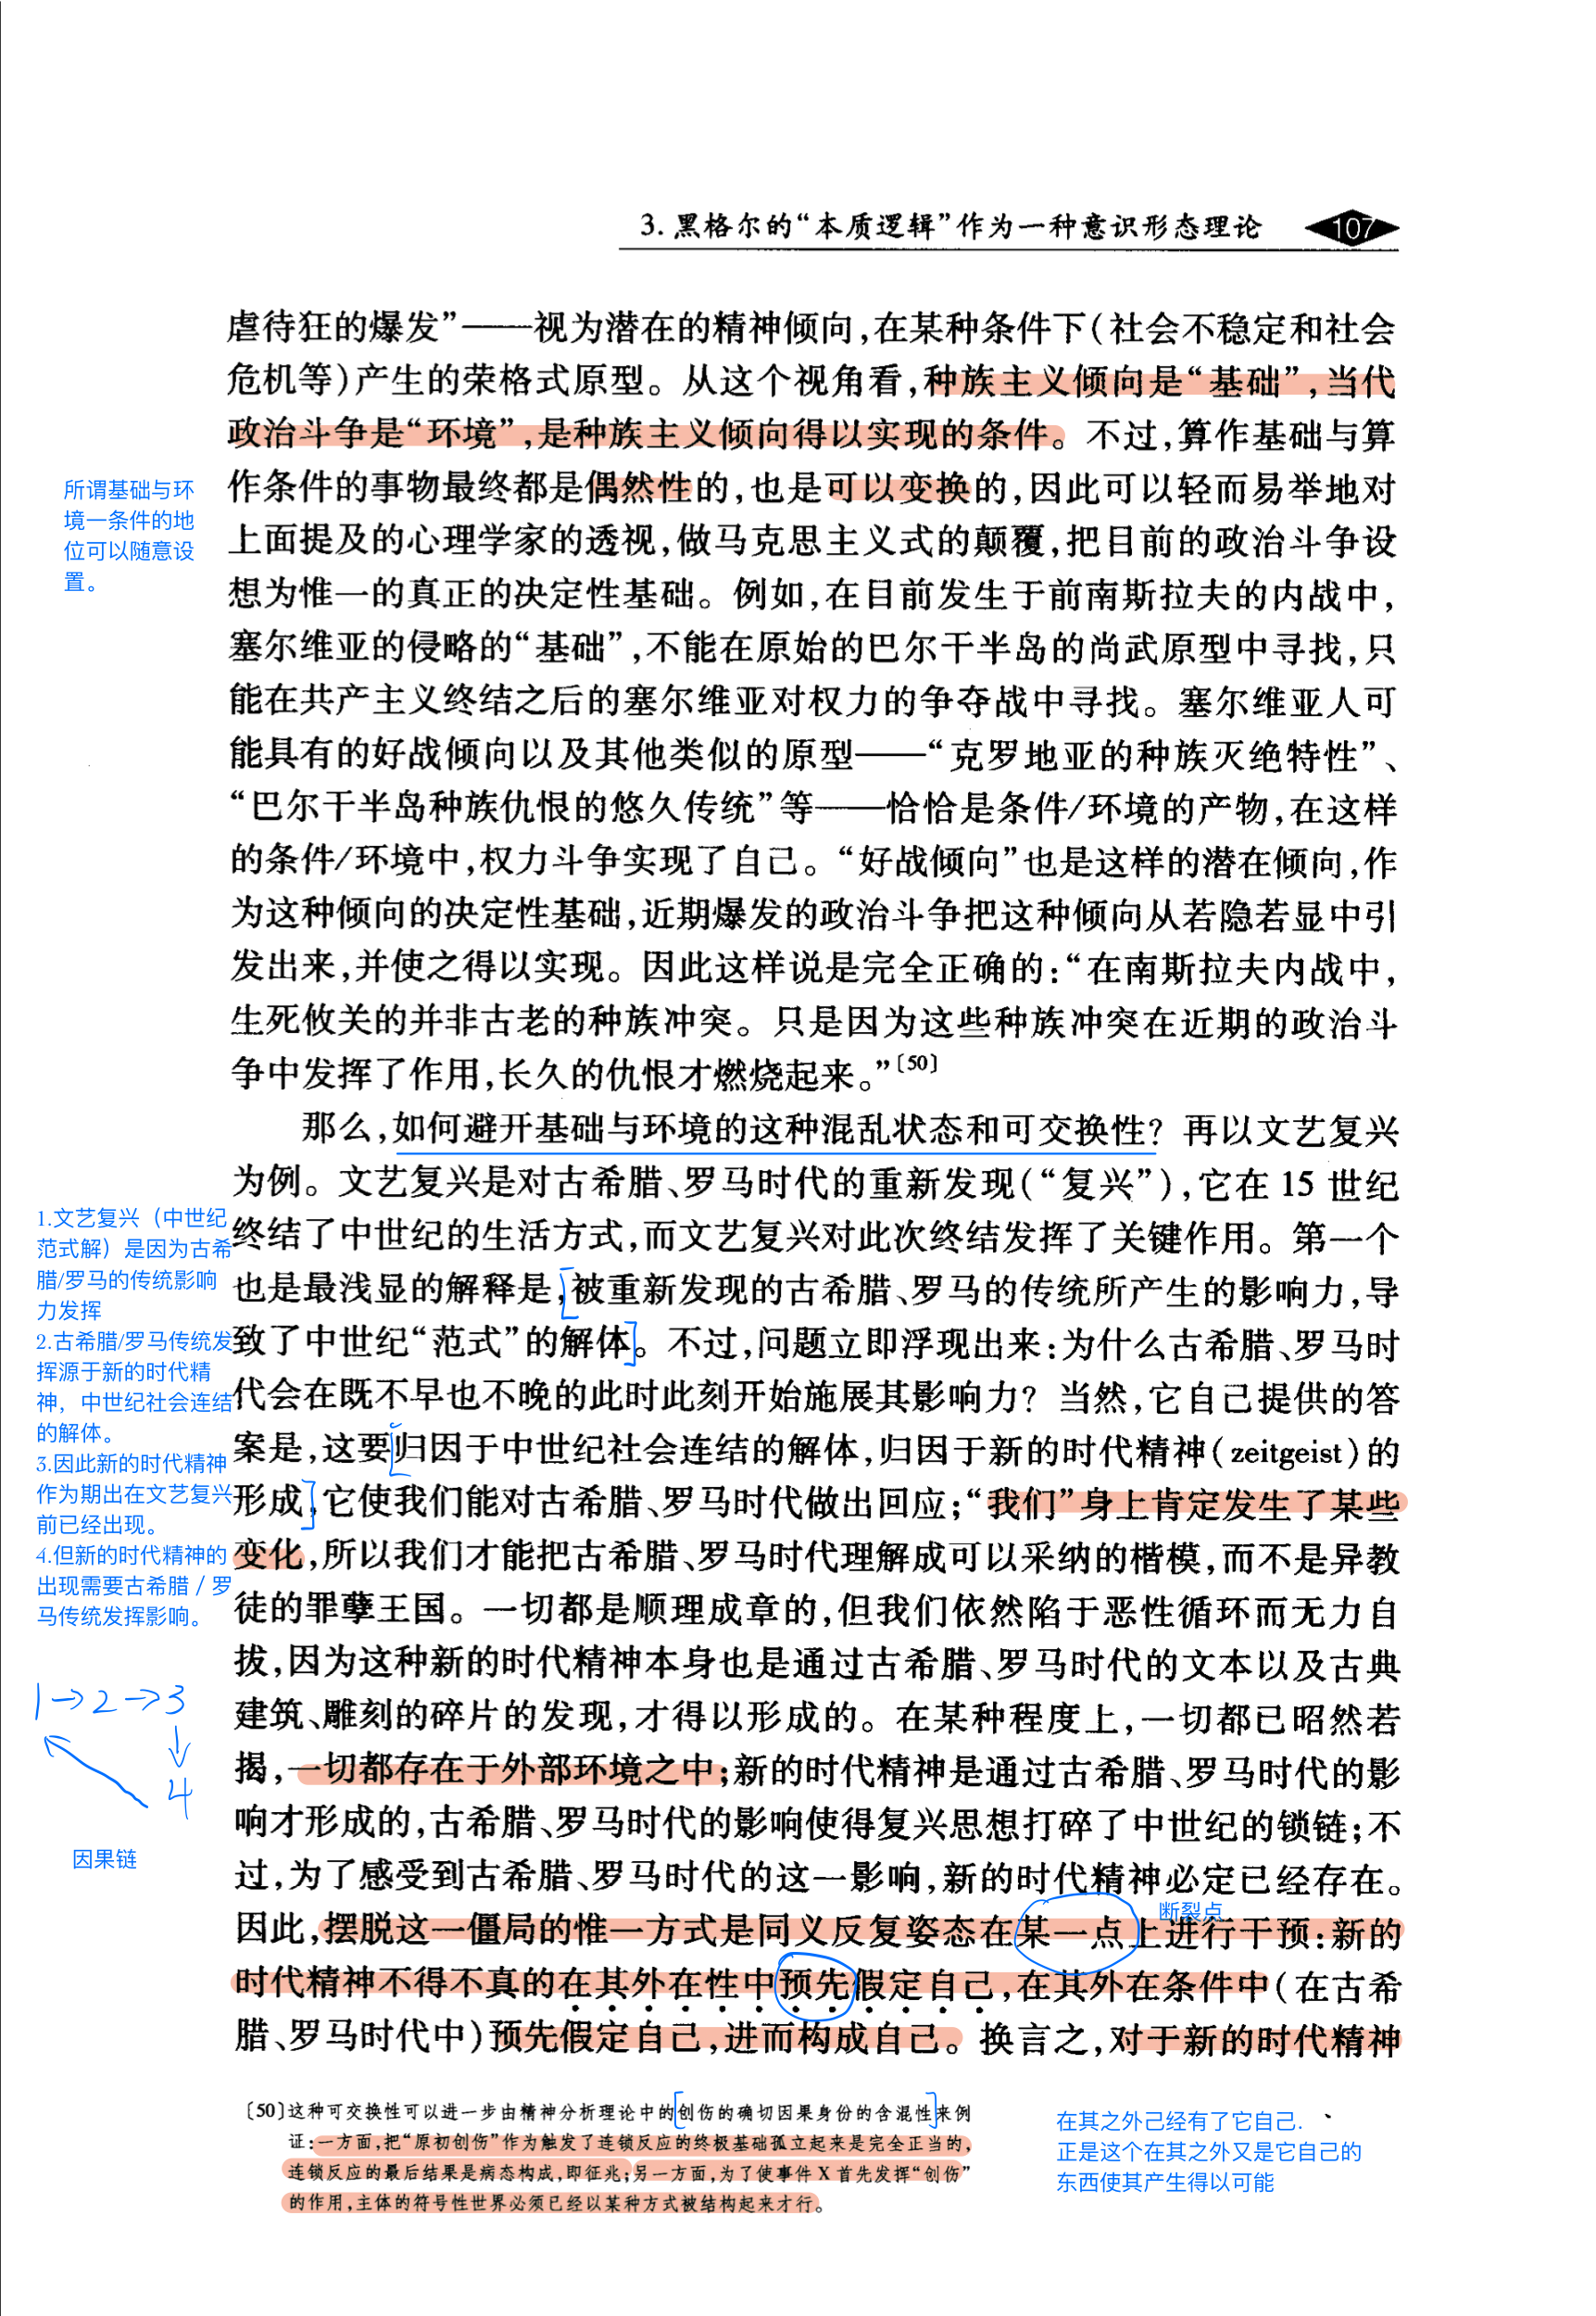 3. 黑格尔的“本质逻辑”作为一种意识形态理论 107
虐待狂的爆发”——视为潜在的精神倾向,在某种条件下(社会不稳定和社会
危机等)产生的荣格式原型。从这个视角看,种族主义倾向是“基础”,当代
政治斗争是“环境”,是种族主义倾向得以实现的条件。不过,算作基础与算
作条件的事物最终都是偶然性的,也是可以变换的,因此可以轻而易举地对
上面提及的心理学家的透视,做马克思主义式的颠覆,把目前的政治斗争设
想为惟一的真正的决定性基础。例如,在目前发生于前南斯拉夫的内战中,
塞尔维亚的侵略的“基础”,不能在原始的巴尔干半岛的尚武原型中寻找,只
能在共产主义终结之后的塞尔维亚对权力的争夺战中寻找。塞尔维亚人可
能具有的好战倾向以及其他类似的原型——“克罗地亚的种族灭绝特性”、
“巴尔干半岛种族仇恨的悠久传统”等——恰恰是条件/环境的产物,在这样
的条件/环境中,权力斗争实现了自己。“好战倾向”也是这样的潜在倾向,作
为这种倾向的决定性基础,近期爆发的政治斗争把这种倾向从若隐若显中引
发出来,并使之得以实现。因此这样说是完全正确的:“在南斯拉夫内战中,
生死攸关的并非古老的种族冲突。只是因为这些种族冲突在近期的政治斗
争中发挥了作用,长久的仇恨才燃烧起来。”〔50〕
所谓基础与环
境一条件的地
位可以随意设
置。
那么,如何避开基础与环境的这种混乱状态和可交换性?再以文艺复兴
为例。文艺复兴是对古希腊、罗马时代的重新发现(“复兴”),它在 15 世纪
终结了中世纪的生活方式,而文艺复兴对此次终结发挥了关键作用。第一个
也是最浅显的解释是,被重新发现的古希腊、罗马的传统所产生的影响力,导
致了中世纪“范式”的解体。不过,问题立即浮现出来:为什么古希腊、罗马时
代会在既不早也不晚的此时此刻开始施展其影响力?当然,它自己提供的答
案是,这要归因于中世纪社会连结的解体,归因于新的时代精神(zeitgeist)的
形成,它使我们能对古希腊、罗马时代做出回应;“我们”身上肯定发生了某些
变化,所以我们才能把古希腊、罗马时代理解成可以采纳的楷模,而不是异教
徒的罪孽王国。一切都是顺理成章的,但我们依然陷于恶性循环而无力自
拔,因为这种新的时代精神本身也是通过古希腊、罗马时代的文本以及古典
建筑、雕刻的碎片的发现,才得以形成的。在某种程度上,一切都已昭然若
揭,一切都存在于外部环境之中;新的时代精神是通过古希腊、罗马时代的影
响才形成的,古希腊、罗马时代的影响使得复兴思想打碎了中世纪的锁链;不
过,为了感受到古希腊、罗马时代的这一影响,新的时代精神必定已经存在。
因此,摆脱这一僵局的惟一方式是同义反复姿态在某一点上进行干预:新的
时代精神不得不真的在其外在性中预先假定自己,在其外在条件中(在古希
腊、罗马时代中)预先假定自己,进而构成自己。换言之,对于新的时代精神
1.文艺复兴（中世纪
范式解）是因为古希
腊/罗马的传统影响
力发挥
2.古希腊/罗马传统发
挥源于新的时代精
神，中世纪社会连结
的解体。
3.因此新的时代精神
作为期出在文艺复兴
前已经出现。
4.但新的时代精神的
出现需要古希腊 / 罗
马传统发挥影响。
1→2→3
↓
4
因果链
断裂点
〔50〕这种可交换性可以进一步由精神分析理论中的创伤的确切因果身份的含混性来例
证:一方面,把“原初创伤”作为触发了连锁反应的终极基础孤立起来是完全正当的,
连锁反应的最后结果是病态构成,即征兆;另一方面,为了使事件 X 首先发挥“创伤”
的作用,主体的符号性世界必须已经以某种方式被结构起来才行。
在其之外已经有了它自己.
正是这个在其之外又是它自己的
东西使其产生得以可能